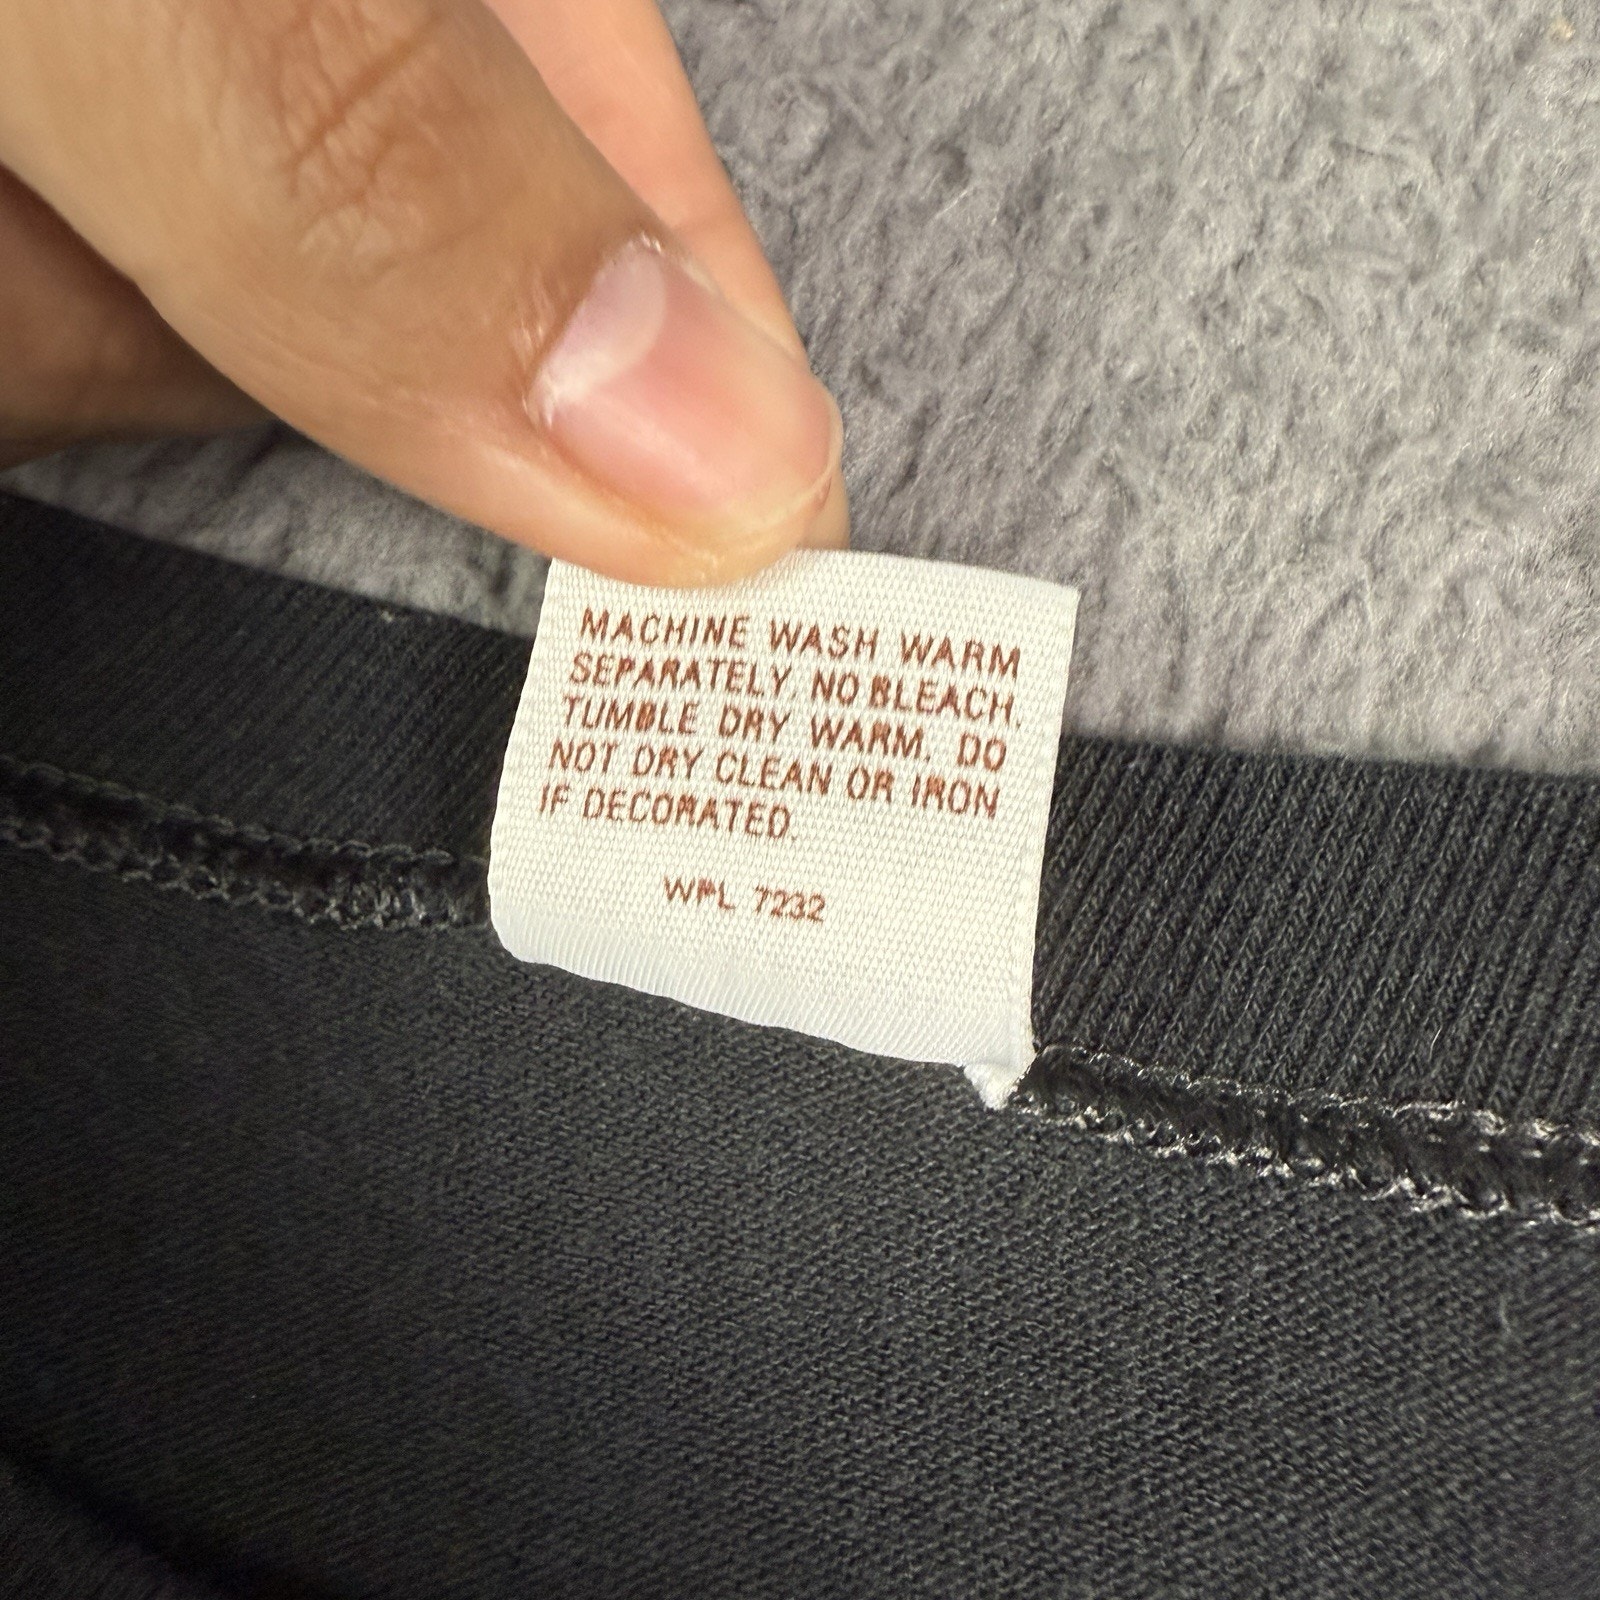 MACHINE WASH WARM
SEPARATELY. NO BLEACH.
TUMBLE DRY WARM. DO
NOT DRY CLEAN OR IRON
IF DECORATED.
WPL 7232